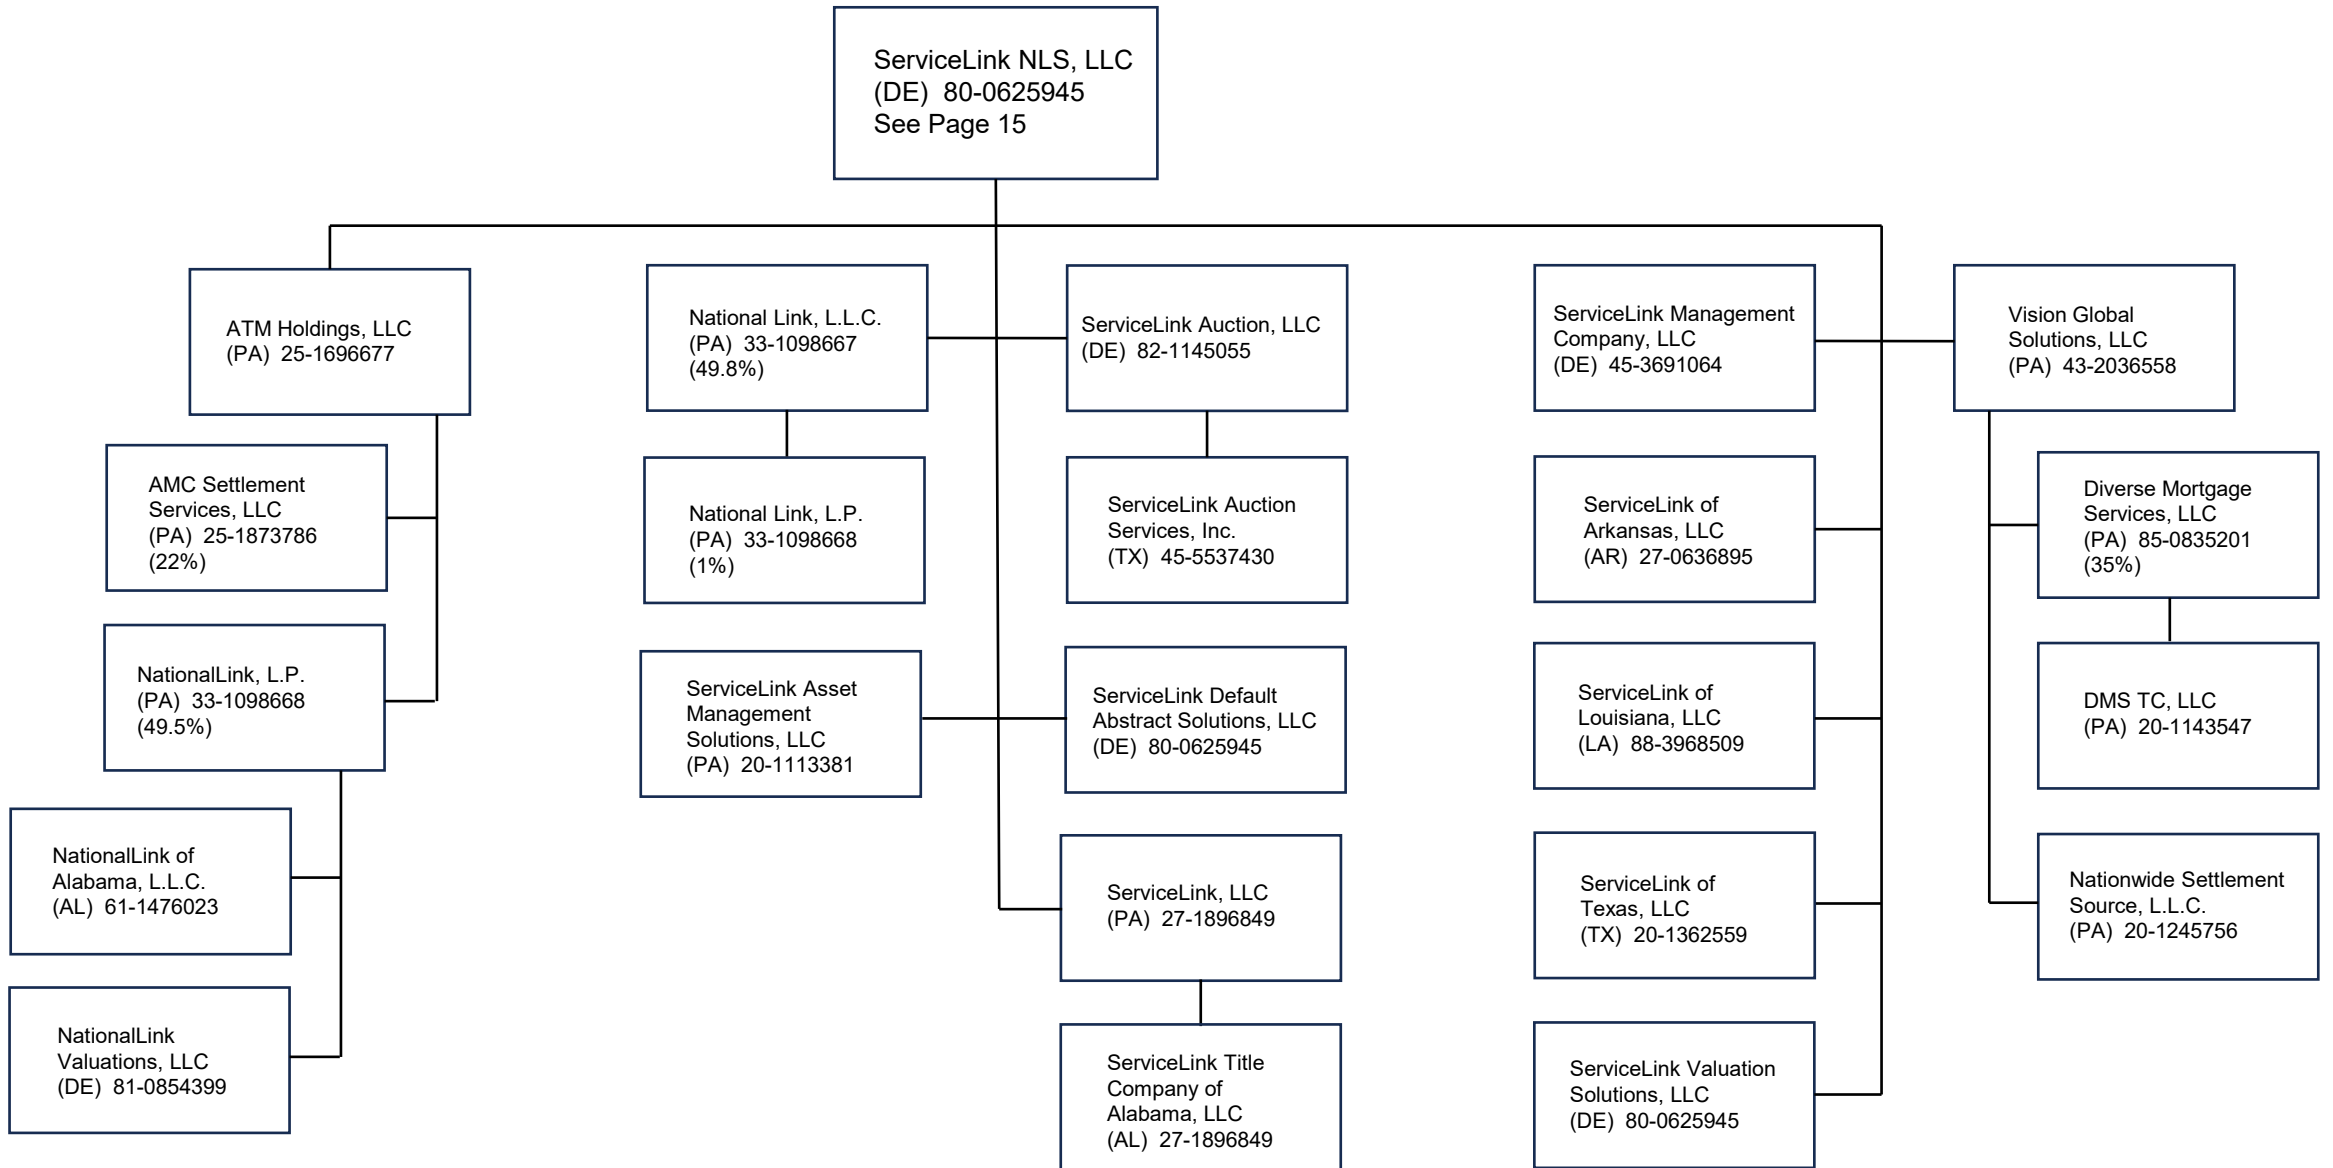 ServiceLink NLS, LLC
(DE) 80-0625945
See Page 15
ATM Holdings, LLC
(PA) 25-1696677
AMC Settlement
Services, LLC
(PA) 25-1873786
(22%)
NationalLink, L.P.
(PA) 33-1098668
(49.5%)
NationalLink of
Alabama, L.L.C.
(AL) 61-1476023
NationalLink
Valuations, LLC
(DE) 81-0854399
National Link, L.L.C.
(PA) 33-1098667
(49.8%)
National Link, L.P.
(PA) 33-1098668
(1%)
ServiceLink Asset
Management
Solutions, LLC
(PA) 20-1113381
ServiceLink Auction, LLC
(DE) 82-1145055
ServiceLink Auction
Services, Inc.
(TX) 45-5537430
ServiceLink Default
Abstract Solutions, LLC
(DE) 80-0625945
ServiceLink, LLC
(PA) 27-1896849
ServiceLink Title
Company of
Alabama, LLC
(AL) 27-1896849
ServiceLink Management
Company, LLC
(DE) 45-3691064
ServiceLink of
Arkansas, LLC
(AR) 27-0636895
ServiceLink of
Louisiana, LLC
(LA) 88-3968509
ServiceLink of
Texas, LLC
(TX) 20-1362559
ServiceLink Valuation
Solutions, LLC
(DE) 80-0625945
Vision Global
Solutions, LLC
(PA) 43-2036558
Diverse Mortgage
Services, LLC
(PA) 85-0835201
(35%)
DMS TC, LLC
(PA) 20-1143547
Nationwide Settlement
Source, L.L.C.
(PA) 20-1245756